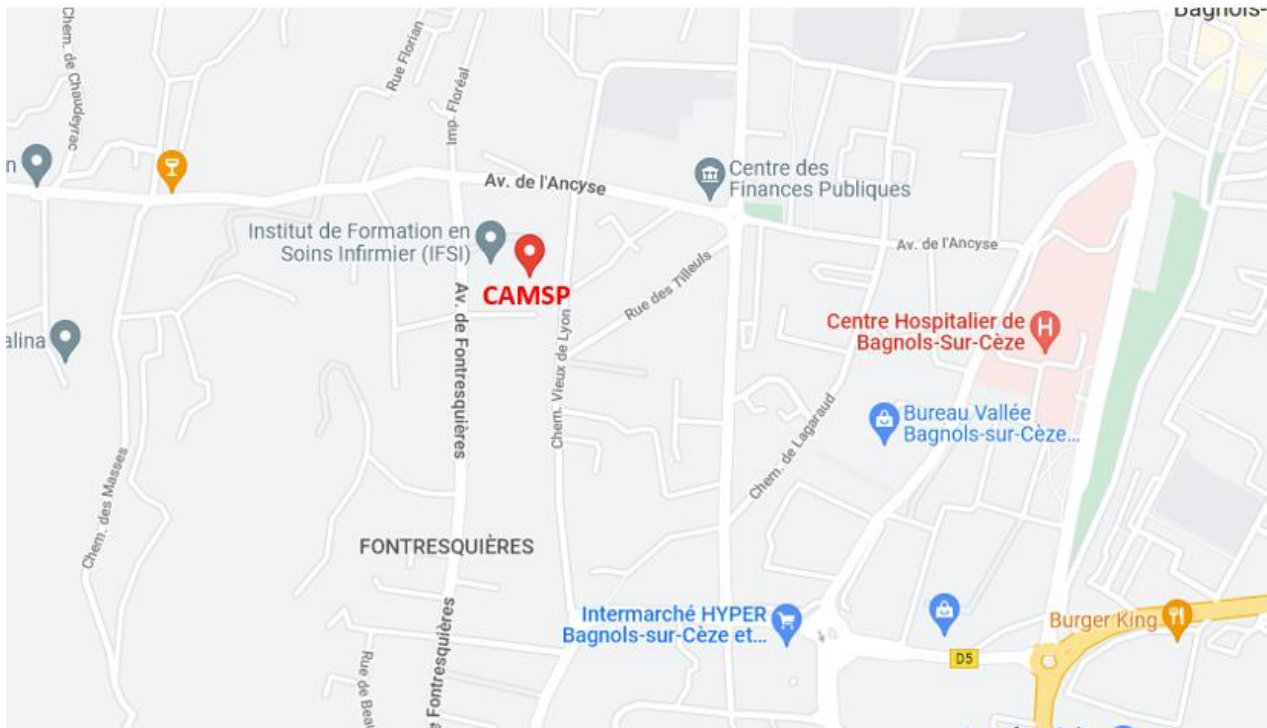 Bagnols-
Chem. de Chaudeyrac
Rue Florian
Imp. Floréal
n
Av. de l'Ancyse
Centre des
Finances Publiques
Institut de Formation en
Soins Infirmier (IFSI)
CAMSP
Av. de l'Ancyse
Rue des Tilleuls
Centre Hospitalier de
Bagnols-Sur-Cèze
H
alina
Av. de Fontresquières
Chem. Vieux de Lyon
Chem. de Lagaraud
Bureau Vallée
Bagnols-sur-Cèze...
Chem. des Masses
FONTRESQUIÈRES
Intermarché HYPER
Bagnols-sur-Cèze et...
Burger King
D5
Rue de Beau
e Fontresquières